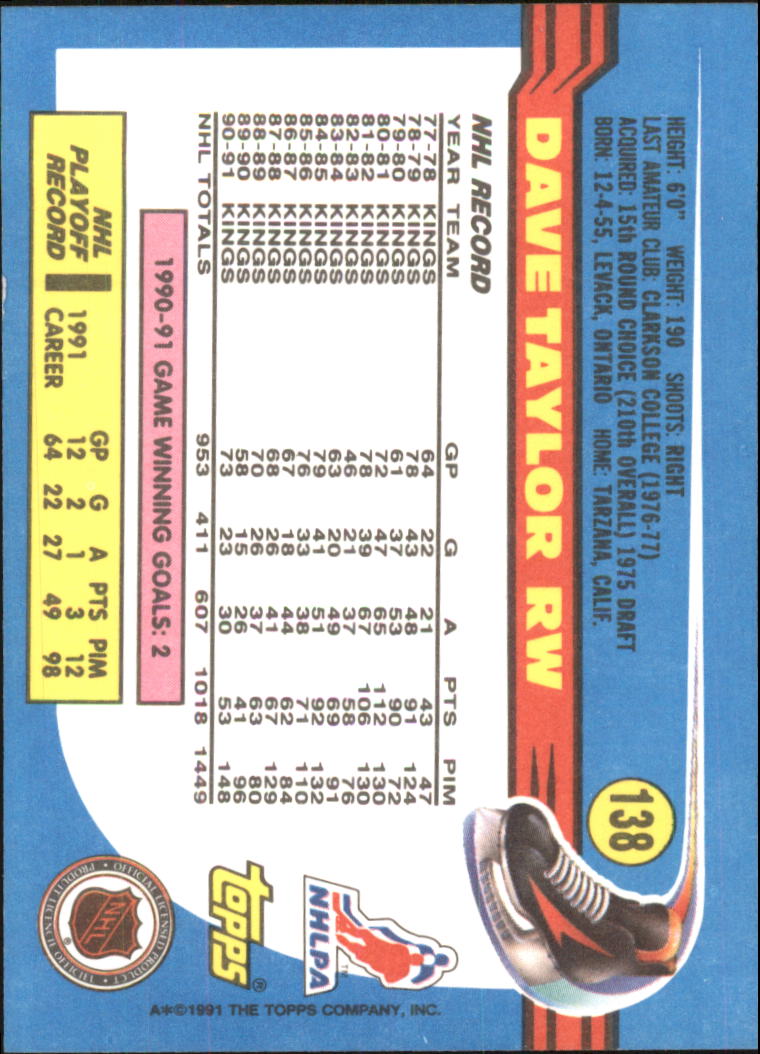 HEIGHT: 6'0" WEIGHT: 190 SHOOTS: RIGHT
LAST AMATEUR CLUB: CLARKSON COLLEGE (1976-77)
ACQUIRED: 15th ROUND CHOICE (210th OVERALL) 1975 DRAFT
BORN: 12-4-55, LEVACK, ONTARIO HOME: TARZANA, CALIF.
138
DAVE TAYLOR RW
NHL RECORD
YEAR TEAM GP G A PTS PIM
77-78 KINGS 64 22 21 43 47
78-79 KINGS 78 43 48 91 124
79-80 KINGS 61 37 53 90 72
80-81 KINGS 72 47 65 112 130
81-82 KINGS 78 39 67 106 130
82-83 KINGS 46 21 37 58 76
83-84 KINGS 63 20 49 69 91
84-85 KINGS 79 41 51 92 132
85-86 KINGS 76 33 38 71 110
86-87 KINGS 67 18 44 62 84
87-88 KINGS 68 26 41 67 129
88-89 KINGS 70 26 37 63 80
89-90 KINGS 58 15 26 41 96
90-91 KINGS 73 23 30 53 148
NHL TOTALS 953 411 607 1018 1449
1990-91 GAME WINNING GOALS: 2
NHL PLAYOFF RECORD
GP G A PTS PIM
1991 12 2 1 3 12
CAREER 64 22 27 49 98
NHLPA
TM
topps®
OFFICIAL LICENSED PRODUCT • PRODUIT LICENCIE OFFICIEL •
NHL
®
A*©1991 THE TOPPS COMPANY, INC.